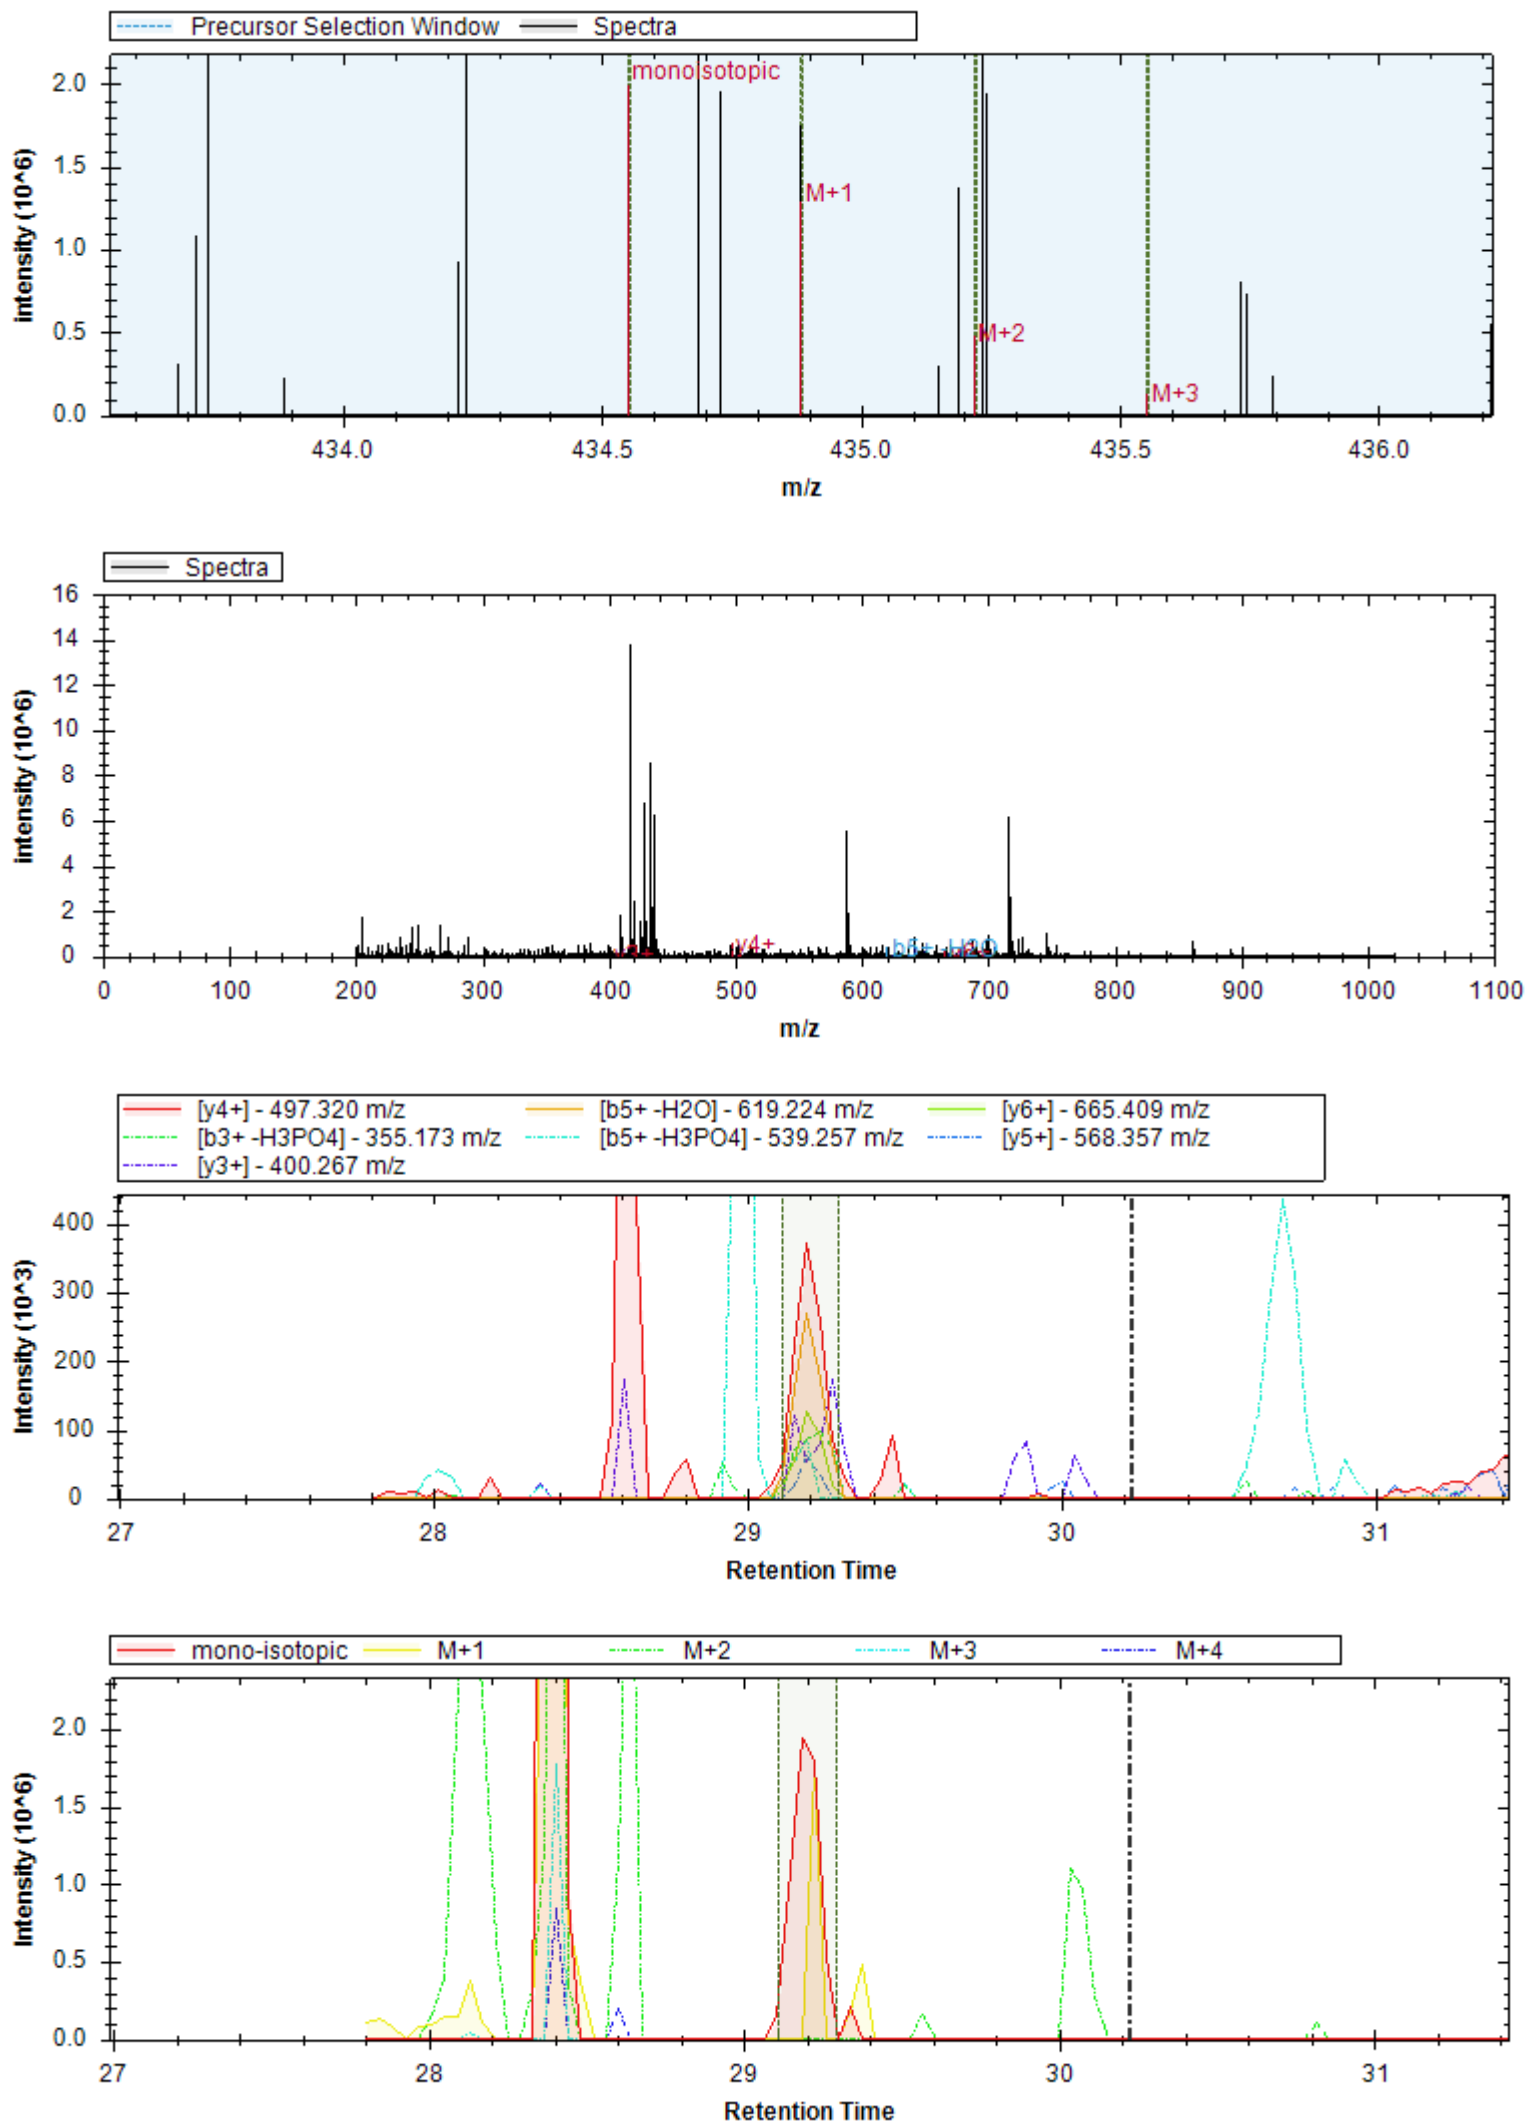 Precursor Selection Window Spectra
monoisotopic
M+1
M+2
M+3
2.0
1.5
1.0
0.5
0.0
intensity (10^6)
434.0 434.5 435.0 435.5 436.0
m/z
Spectra
16
14
12
10
8
6
4
2
0
intensity (10^6)
y4+ b5+ -H2O
0 100 200 300 400 500 600 700 800 900 1000 1100
m/z
[y4+] - 497.320 m/z [b5+ -H2O] - 619.224 m/z [y6+] - 665.409 m/z
[b3+ -H3PO4] - 355.173 m/z [b5+ -H3PO4] - 539.257 m/z [y5+] - 568.357 m/z
[y3+] - 400.267 m/z
400
300
200
100
0
Intensity (10^3)
27 28 29 30 31
Retention Time
mono-isotopic M+1 M+2 M+3 M+4
2.0
1.5
1.0
0.5
0.0
Intensity (10^6)
27 28 29 30 31
Retention Time